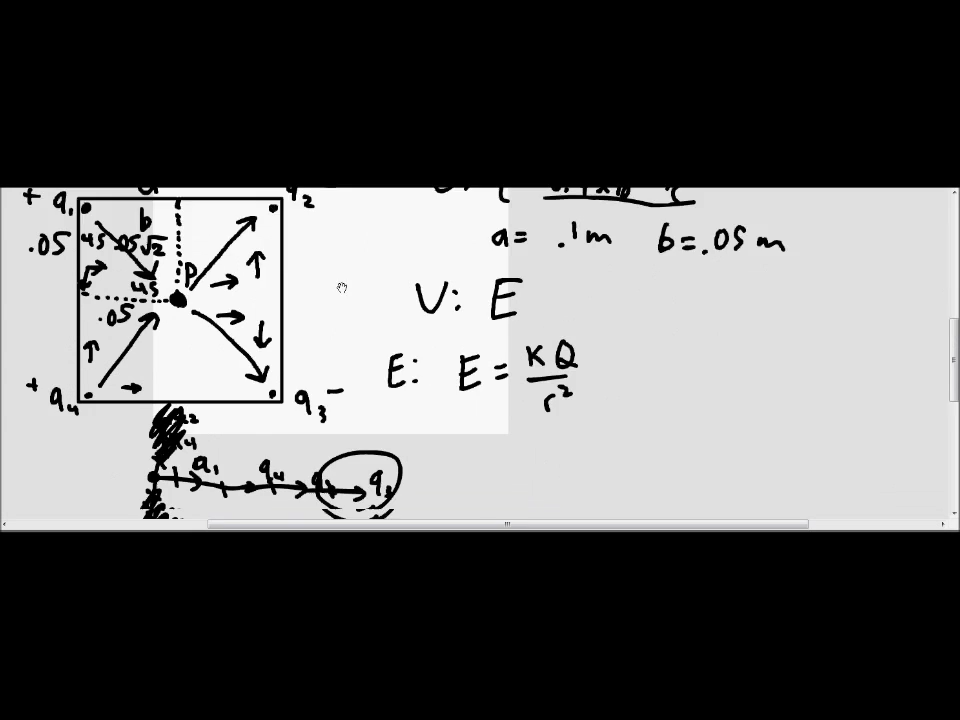 + q1
q2 -
.05
b
45 .05√2
P
45
.05
+ q4
q3 -
a = .1m b = .05 m
V: E
E: E = KQ / r²
q1 q4 q3